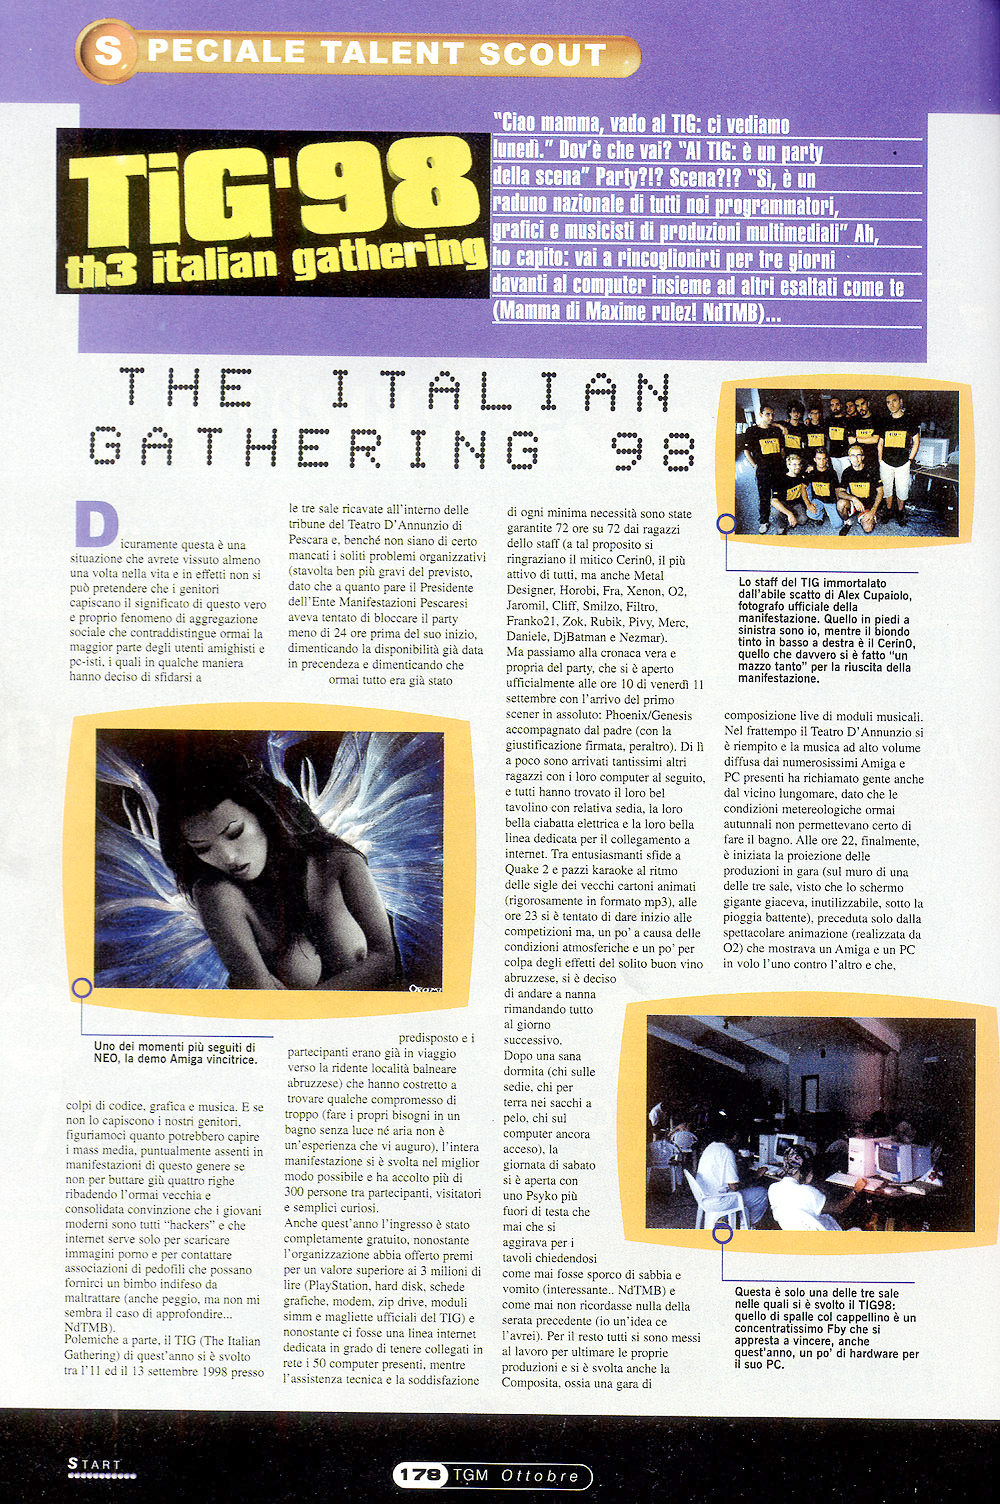 SPECIALE TALENT SCOUT
TiG'98
th3 italian gathering
"Ciao mamma, vado al TIG: ci vediamo
lunedì." Dov'è che vai? "Al TIG: è un party
della scena" Party?!? Scena?!? "Sì, è un
raduno nazionale di tutti noi programmatori,
grafici e musicisti di produzioni multimediali" Ah,
ho capito: vai a rincoglionirti per tre giorni
davanti al computer insieme ad altri esaltati come te
(Mamma di Maxime rulez! NdTMB)...
THE ITALIAN
GATHERING 98
Dicuramente questa è una
situazione che avrete vissuto almeno
una volta nella vita e in effetti non si
può pretendere che i genitori
capiscano il significato di questo vero
e proprio fenomeno di aggregazione
sociale che contraddistingue ormai la
maggior parte degli utenti amighisti e
pc-isti, i quali in qualche maniera
hanno deciso di sfidarsi a
Oxami
Uno dei momenti più seguiti di
NEO, la demo Amiga vincitrice.
colpi di codice, grafica e musica. E se
non lo capiscono i nostri genitori,
figuriamoci quanto potrebbero capire
i mass media, puntualmente assenti in
manifestazioni di questo genere se
non per buttare giù quattro righe
ribadendo l'ormai vecchia e
consolidata convinzione che i giovani
moderni sono tutti "hackers" e che
internet serve solo per scaricare
immagini porno e per contattare
associazioni di pedofili che possano
fornirci un bimbo indifeso da
maltrattare (anche peggio, ma non mi
sembra il caso di approfondire...
NdTMB).
Polemiche a parte, il TIG (The Italian
Gathering) di quest'anno si è svolto
tra l'11 ed il 13 settembre 1998 presso
le tre sale ricavate all'interno delle
tribune del Teatro D'Annunzio di
Pescara e, benché non siano di certo
mancati i soliti problemi organizzativi
(stavolta ben più gravi del previsto,
dato che a quanto pare il Presidente
dell'Ente Manifestazioni Pescaresi
aveva tentato di bloccare il party
meno di 24 ore prima del suo inizio,
dimenticando la disponibilità già data
in precendeza e dimenticando che
ormai tutto era già stato
predisposto e i
partecipanti erano già in viaggio
verso la ridente località balneare
abruzzese) che hanno costretto a
trovare qualche compromesso di
troppo (fare i propri bisogni in un
bagno senza luce né aria non è
un'esperienza che vi auguro), l'intera
manifestazione si è svolta nel miglior
modo possibile e ha accolto più di
300 persone tra partecipanti, visitatori
e semplici curiosi.
Anche quest'anno l'ingresso è stato
completamente gratuito, nonostante
l'organizzazione abbia offerto premi
per un valore superiore ai 3 milioni di
lire (PlayStation, hard disk, schede
grafiche, modem, zip drive, moduli
simm e magliette ufficiali del TIG) e
nonostante ci fosse una linea internet
dedicata in grado di tenere collegati in
rete i 50 computer presenti, mentre
l'assistenza tecnica e la soddisfazione
di ogni minima necessità sono state
garantite 72 ore su 72 dai ragazzi
dello staff (a tal proposito si
ringraziano il mitico Cerin0, il più
attivo di tutti, ma anche Metal
Designer, Horobi, Fra, Xenon, O2,
Jaromil, Cliff, Smilzo, Filtro,
Franko21, Zok, Rubik, Pivy, Merc,
Daniele, DjBatman e Nezmar).
Ma passiamo alla cronaca vera e
propria del party, che si è aperto
ufficialmente alle ore 10 di venerdì 11
settembre con l'arrivo del primo
scener in assoluto: Phoenix/Genesis
accompagnato dal padre (con la
giustificazione firmata, peraltro). Di lì
a poco sono arrivati tantissimi altri
ragazzi con i loro computer al seguito,
e tutti hanno trovato il loro bel
tavolino con relativa sedia, la loro
bella ciabatta elettrica e la loro bella
linea dedicata per il collegamento a
internet. Tra entusiasmanti sfide a
Quake 2 e pazzi karaoke al ritmo
delle sigle dei vecchi cartoni animati
(rigorosamente in formato mp3), alle
ore 23 si è tentato di dare inizio alle
competizioni ma, un po' a causa delle
condizioni atmosferiche e un po' per
colpa degli effetti del solito buon vino
abruzzese, si è deciso
di andare a nanna
rimandando tutto
al giorno
successivo.
Dopo una sana
dormita (chi sulle
sedie, chi per
terra nei sacchi a
pelo, chi sul
computer ancora
acceso), la
giornata di sabato
si è aperta con
uno Psyko più
fuori di testa che
mai che si
aggirava per i
tavoli chiedendosi
come mai fosse sporco di sabbia e
vomito (interessante.. NdTMB) e
come mai non ricordasse nulla della
serata precedente (io un'idea ce
l'avrei). Per il resto tutti si sono messi
al lavoro per ultimare le proprie
produzioni e si è svolta anche la
Composita, ossia una gara di
Lo staff del TIG immortalato
dall'abile scatto di Alex Cupaiolo,
fotografo ufficiale della
manifestazione. Quello in piedi a
sinistra sono io, mentre il biondo
tinto in basso a destra è il Cerin0,
quello che davvero si è fatto "un
mazzo tanto" per la riuscita della
manifestazione.
composizione live di moduli musicali.
Nel frattempo il Teatro D'Annunzio si
è riempito e la musica ad alto volume
diffusa dai numerosissimi Amiga e
PC presenti ha richiamato gente anche
dal vicino lungomare, dato che le
condizioni metereologiche ormai
autunnali non permettevano certo di
fare il bagno. Alle ore 22, finalmente,
è iniziata la proiezione delle
produzioni in gara (sul muro di una
delle tre sale, visto che lo schermo
gigante giaceva, inutilizzabile, sotto la
pioggia battente), preceduta solo dalla
spettacolare animazione (realizzata da
O2) che mostrava un Amiga e un PC
in volo l'uno contro l'altro e che,
Questa è solo una delle tre sale
nelle quali si è svolto il TIG98:
quello di spalle col cappellino è un
concentratissimo Fby che si
appresta a vincere, anche
quest'anno, un po' di hardware per
il suo PC.
START
178 TGM Ottobre